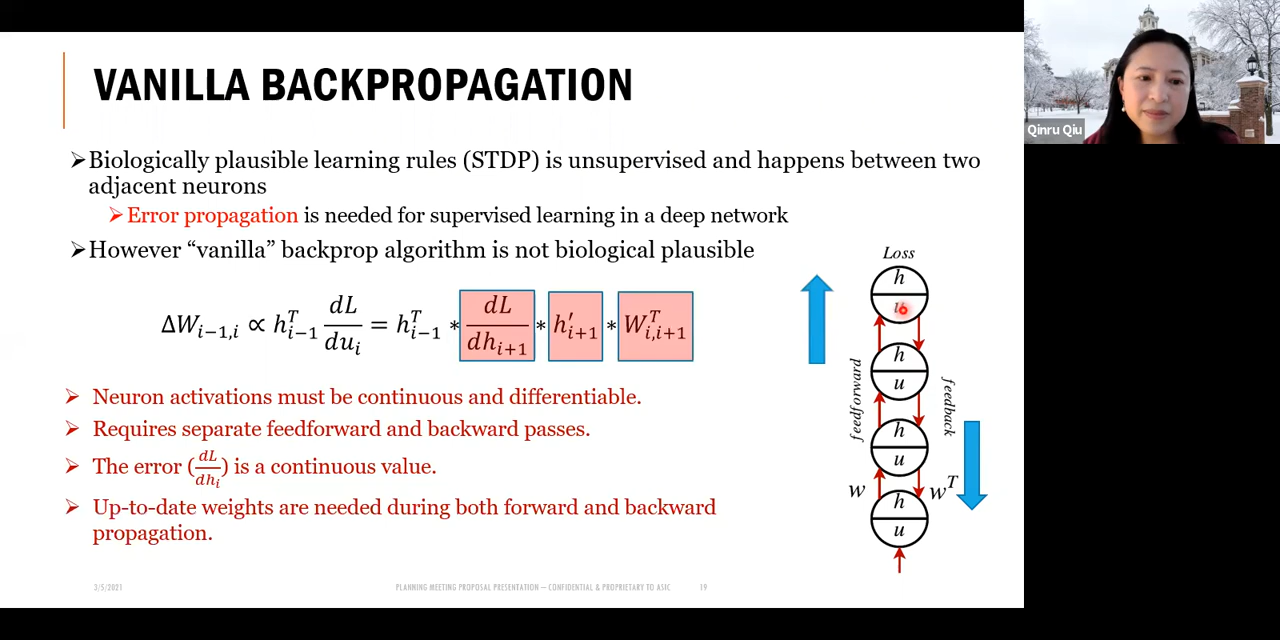 VANILLA BACKPROPAGATION
Qinru Qiu
➢Biologically plausible learning rules (STDP) is unsupervised and happens between two
adjacent neurons
➢Error propagation is needed for supervised learning in a deep network
➢However “vanilla” backprop algorithm is not biological plausible
ΔW_{i−1,i} ∝ h_{i−1}^T dL/du_i = h_{i−1}^T * dL/dh_{i+1} * h′_{i+1} * W_{i,i+1}^T
➢ Neuron activations must be continuous and differentiable.
➢ Requires separate feedforward and backward passes.
➢ The error (dL/dh_i) is a continuous value.
➢ Up-to-date weights are needed during both forward and backward
propagation.
Loss
h
h
u
feedforward
feedback
h
u
w
w^T
h
u
3/5/2021
PLANNING MEETING PROPOSAL PRESENTATION — CONFIDENTIAL & PROPRIETARY TO ASIC
19